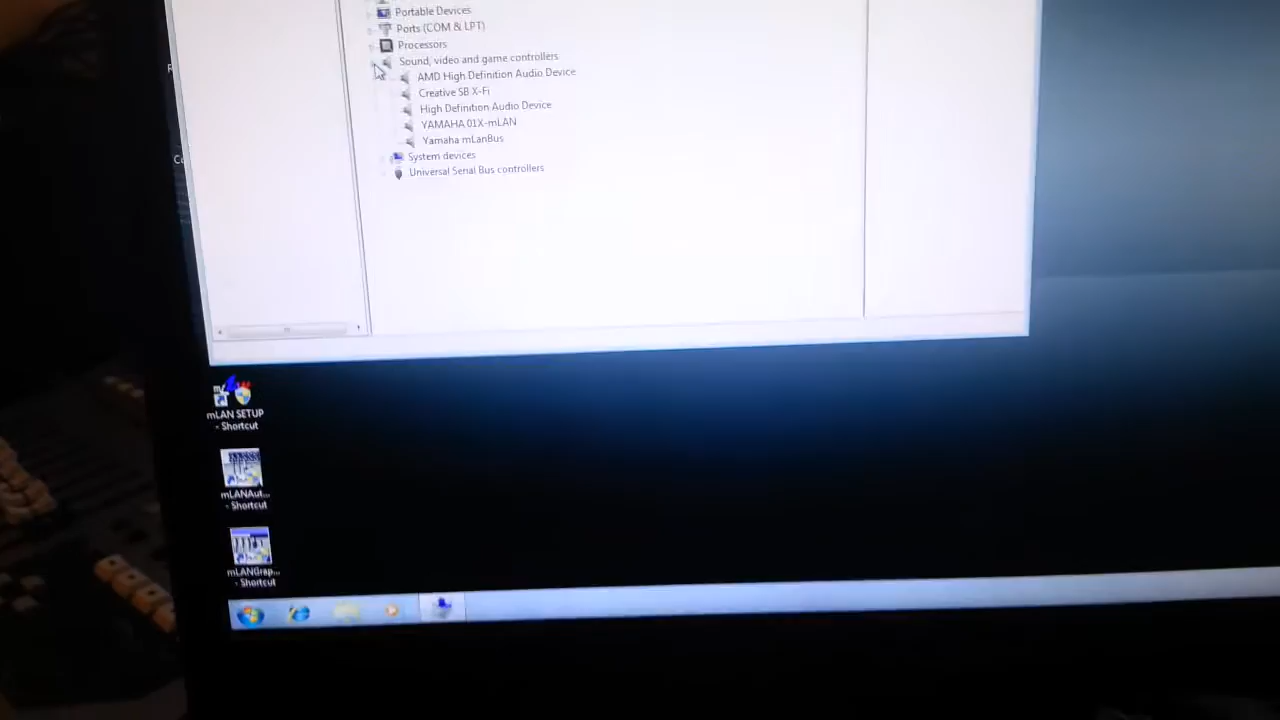 Portable Devices
Ports (COM & LPT)
Processors
Sound, video and game controllers
AMD High Definition Audio Device
Creative SB X-Fi
High Definition Audio Device
YAMAHA 01X-mLAN
Yamaha mLanBus
System devices
Universal Serial Bus controllers
mLAN SETUP
- Shortcut
mLANAut...
- Shortcut
mLANGrap...
- Shortcut